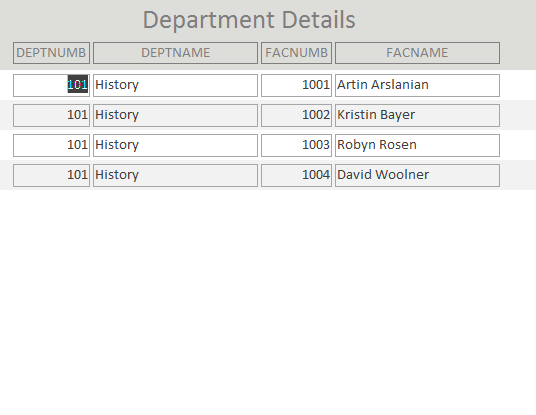 Department Details
DEPTNUMB DEPTNAME FACNUMB FACNAME
101 History 1001 Artin Arslanian
101 History 1002 Kristin Bayer
101 History 1003 Robyn Rosen
101 History 1004 David Woolner